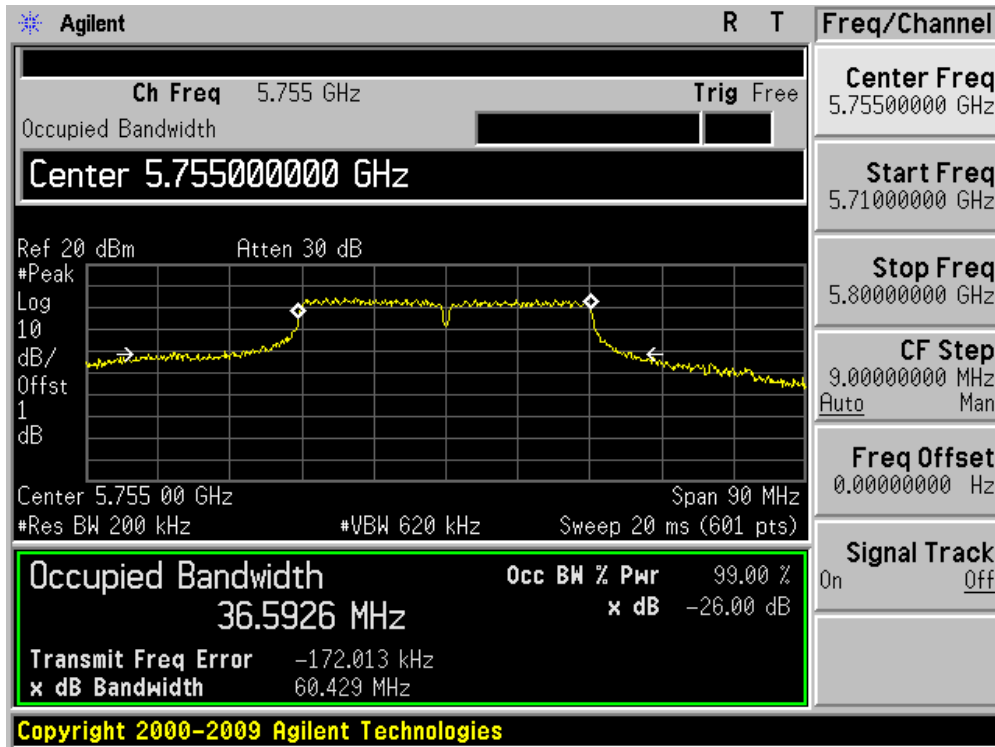 Agilent R T
Ch Freq 5.755 GHz Trig Free
Occupied Bandwidth
Center 5.755000000 GHz
Ref 20 dBm Atten 30 dB
#Peak
Log
10
dB/
Offst
1
dB
Center 5.755 00 GHz Span 90 MHz
#Res BW 200 kHz #VBW 620 kHz Sweep 20 ms (601 pts)
Occupied Bandwidth
36.5926 MHz
Occ BW % Pwr 99.00 %
x dB -26.00 dB
Transmit Freq Error -172.013 kHz
x dB Bandwidth 60.429 MHz
Copyright 2000-2009 Agilent Technologies
Freq/Channel
Center Freq
5.75500000 GHz
Start Freq
5.71000000 GHz
Stop Freq
5.80000000 GHz
CF Step
9.00000000 MHz
Auto Man
Freq Offset
0.00000000 Hz
Signal Track
On Off